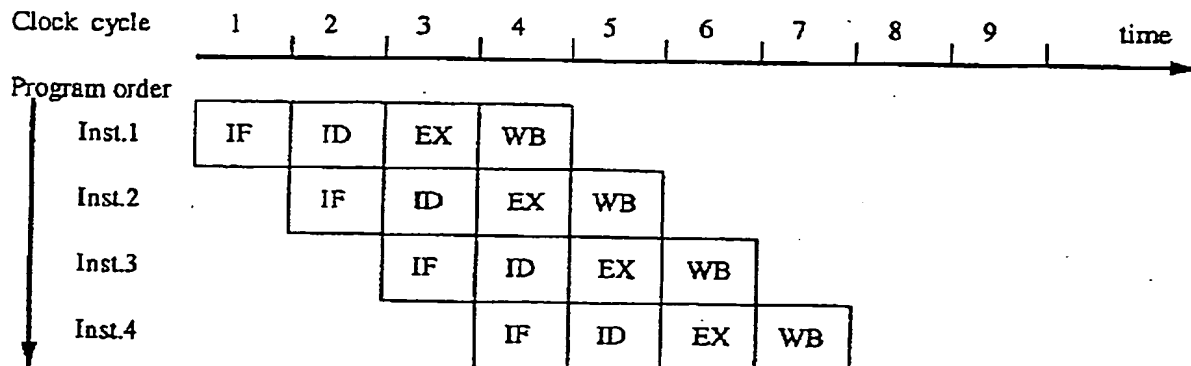 Clock cycle 1 2 3 4 5 6 7 8 9 time
Program order
Inst.1 IF ID EX WB
Inst.2 IF ID EX WB
Inst.3 IF ID EX WB
Inst.4 IF ID EX WB